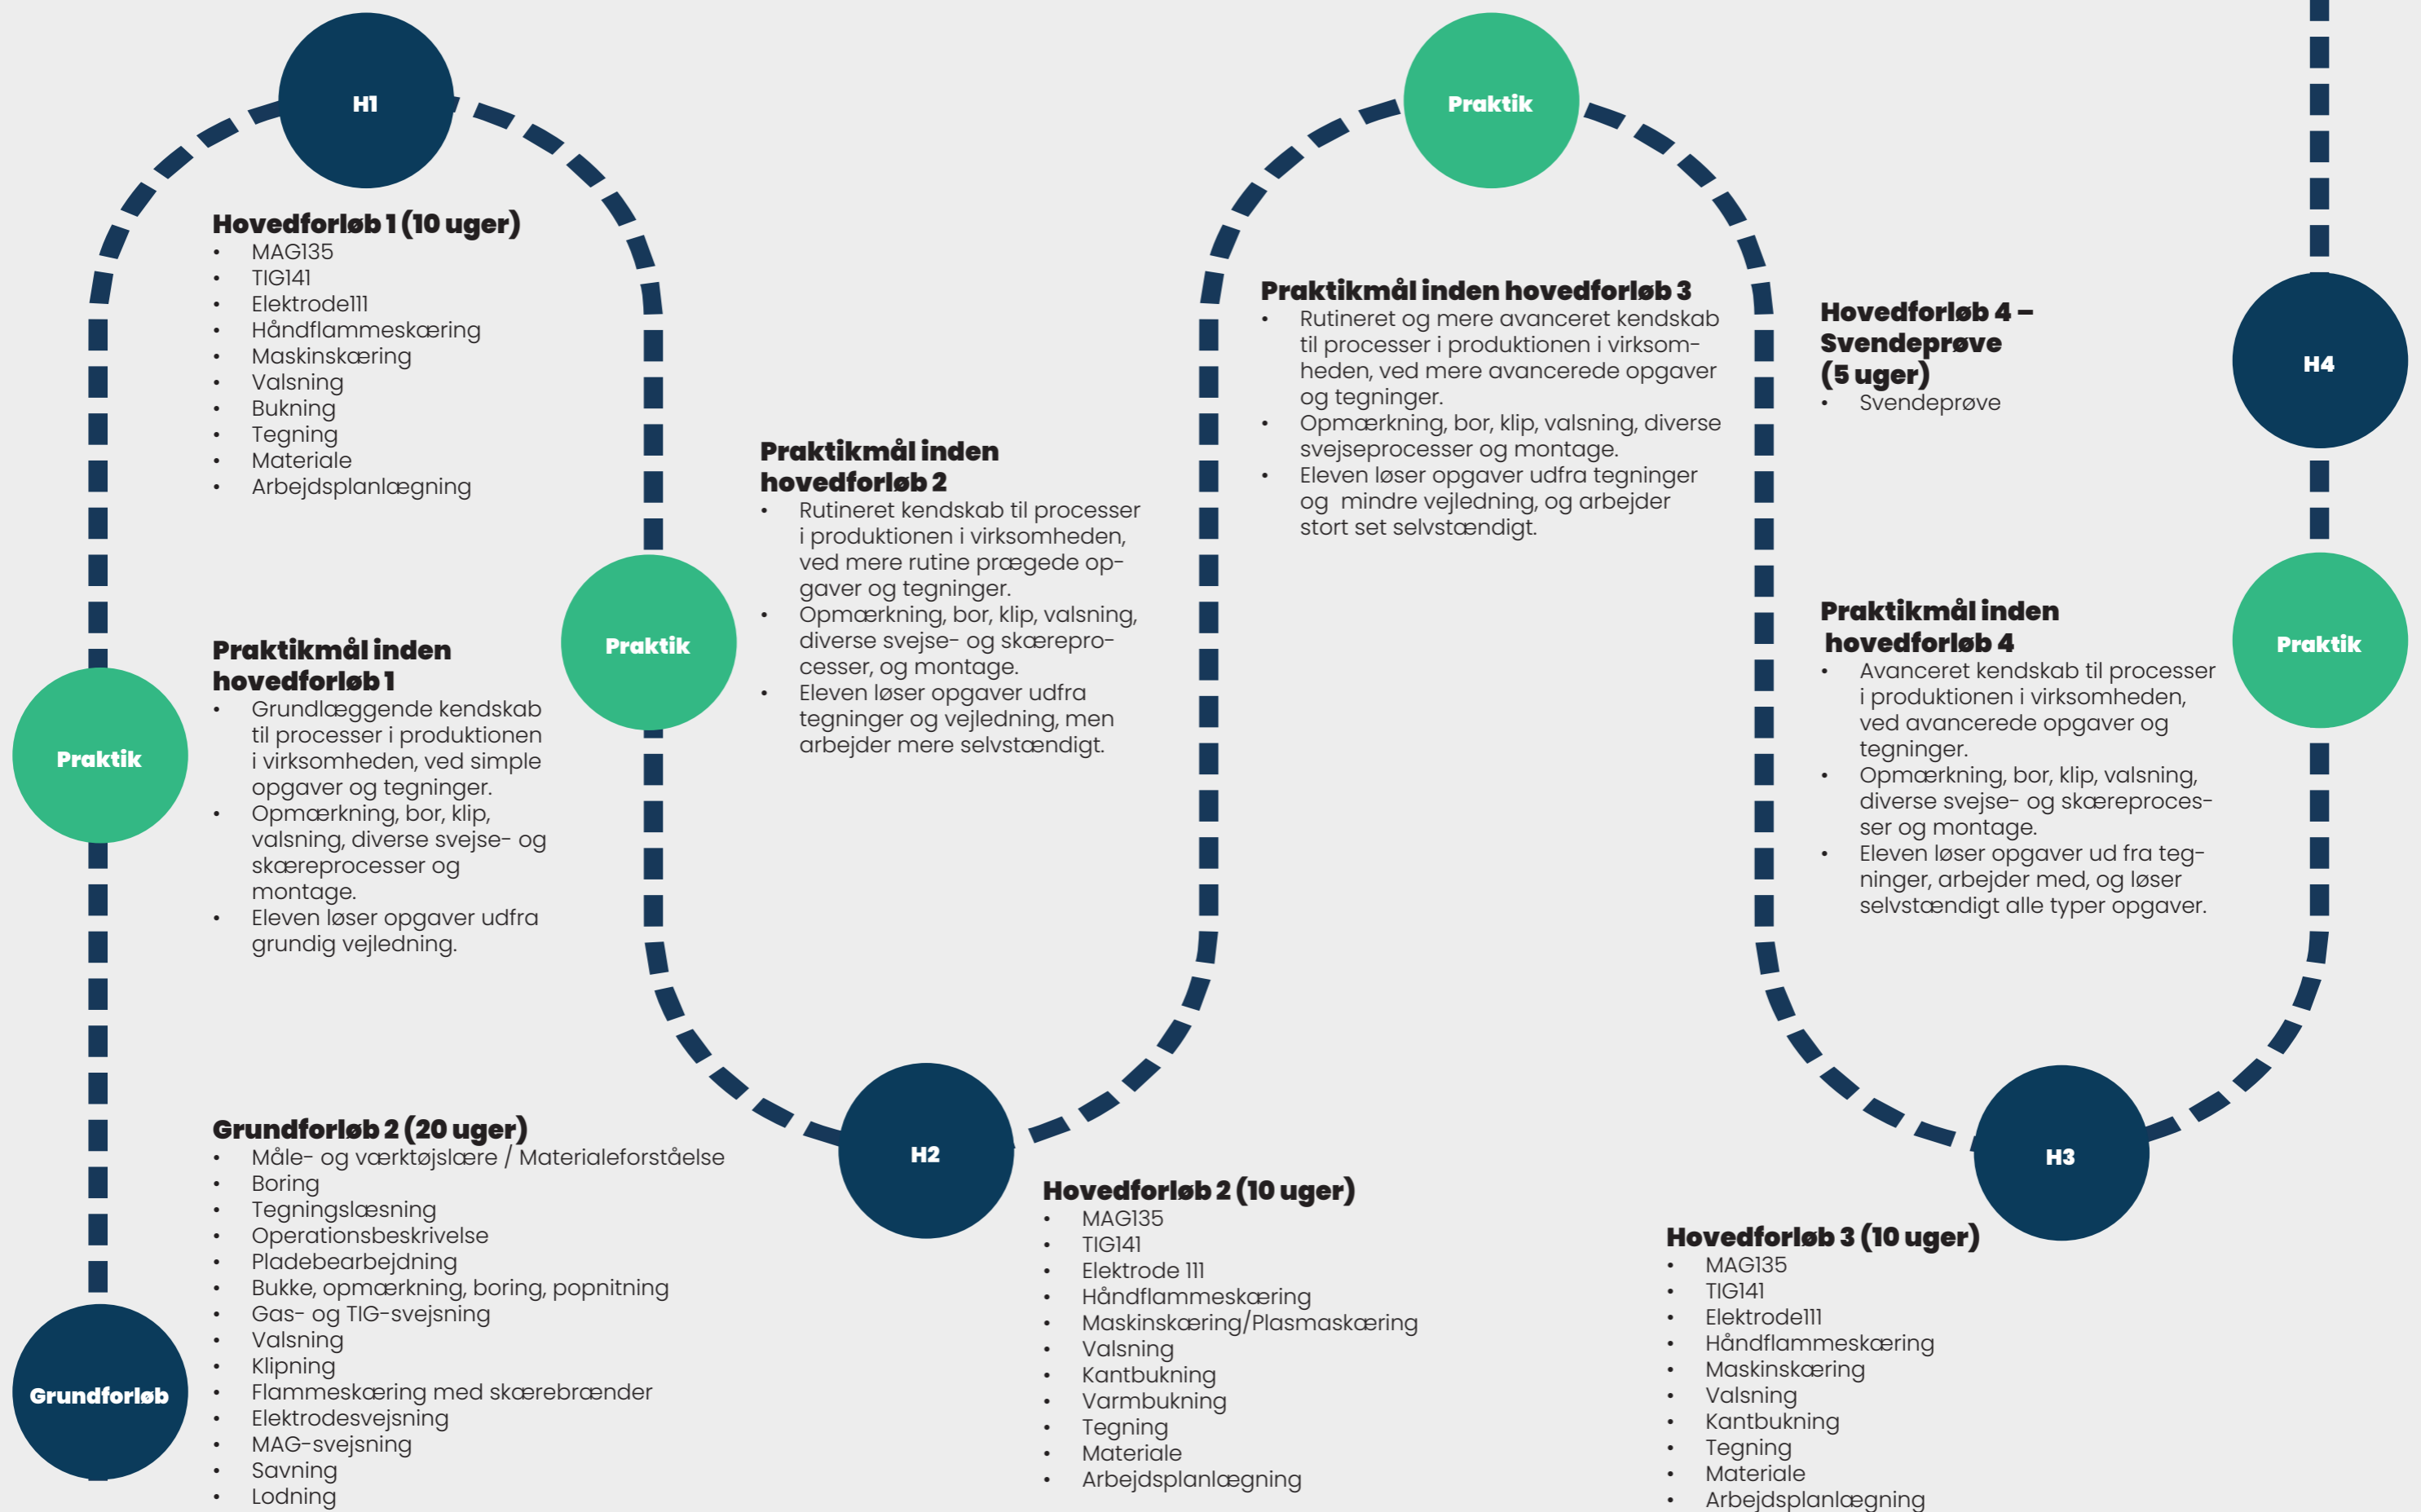 H1
Hovedforløb 1 (10 uger)
• MAG135
• TIG141
• Elektrode111
• Håndflammeskæring
• Maskinskæring
• Valsning
• Bukning
• Tegning
• Materiale
• Arbejdsplanlægning
Praktik
Praktikmål inden
hovedforløb 1
• Grundlæggende kendskab
til processer i produktionen
i virksomheden, ved simple
opgaver og tegninger.
• Opmærkning, bor, klip,
valsning, diverse svejse- og
skæreprocesser og
montage.
• Eleven løser opgaver udfra
grundig vejledning.
Grundforløb
Grundforløb 2 (20 uger)
• Måle- og værktøjslære / Materialeforståelse
• Boring
• Tegningslæsning
• Operationsbeskrivelse
• Pladebearbejdning
• Bukke, opmærkning, boring, popnitning
• Gas- og TIG-svejsning
• Valsning
• Klipning
• Flammeskæring med skærebrænder
• Elektrodesvejsning
• MAG-svejsning
• Savning
• Lodning
Praktik
Praktikmål inden
hovedforløb 2
• Rutineret kendskab til processer
i produktionen i virksomheden,
ved mere rutine prægede op-
gaver og tegninger.
• Opmærkning, bor, klip, valsning,
diverse svejse- og skærepro-
cesser, og montage.
• Eleven løser opgaver udfra
tegninger og vejledning, men
arbejder mere selvstændigt.
H2
Hovedforløb 2 (10 uger)
• MAG135
• TIG141
• Elektrode 111
• Håndflammeskæring
• Maskinskæring/Plasmaskæring
• Valsning
• Kantbukning
• Varmbukning
• Tegning
• Materiale
• Arbejdsplanlægning
Praktik
Praktikmål inden hovedforløb 3
• Rutineret og mere avanceret kendskab
til processer i produktionen i virksom-
heden, ved mere avancerede opgaver
og tegninger.
• Opmærkning, bor, klip, valsning, diverse
svejseprocesser og montage.
• Eleven løser opgaver udfra tegninger
og  mindre vejledning, og arbejder
stort set selvstændigt.
H3
Hovedforløb 3 (10 uger)
• MAG135
• TIG141
• Elektrode111
• Håndflammeskæring
• Maskinskæring
• Valsning
• Kantbukning
• Tegning
• Materiale
• Arbejdsplanlægning
Hovedforløb 4 –
Svendeprøve
(5 uger)
• Svendeprøve
H4
Praktikmål inden
hovedforløb 4
• Avanceret kendskab til processer
i produktionen i virksomheden,
ved avancerede opgaver og
tegninger.
• Opmærkning, bor, klip, valsning,
diverse svejse- og skæreproces-
ser og montage.
• Eleven løser opgaver ud fra teg-
ninger, arbejder med, og løser
selvstændigt alle typer opgaver.
Praktik